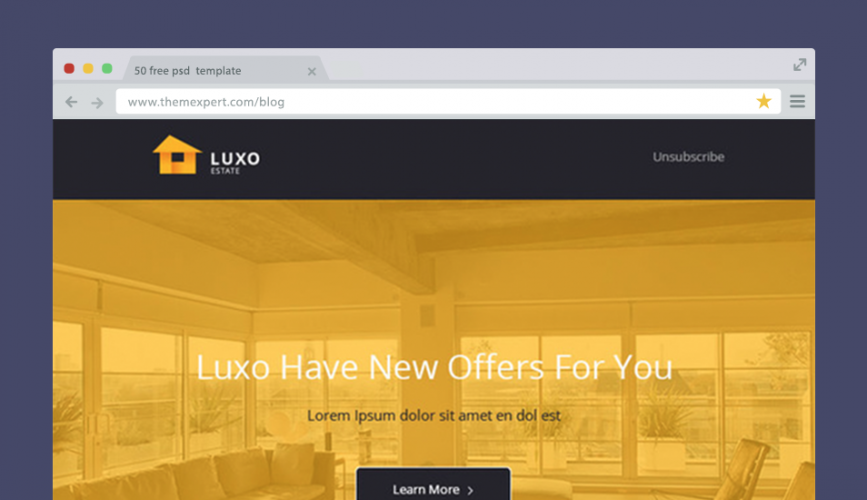 50 free psd template
www.themexpert.com/blog
LUXO
ESTATE
Unsubscribe
Luxo Have New Offers For You
Lorem Ipsum dolor sit amet en dol est
Learn More